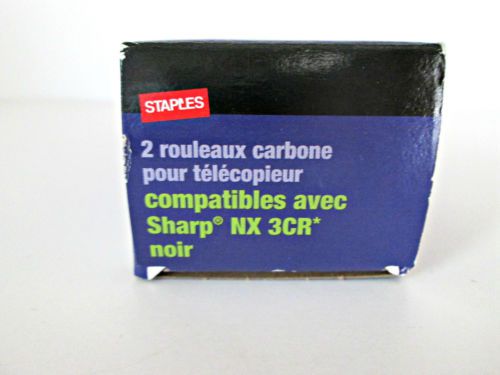 STAPLES
2 rouleaux carbone
pour télécopieur
compatibles avec
Sharp® NX 3CR*
noir